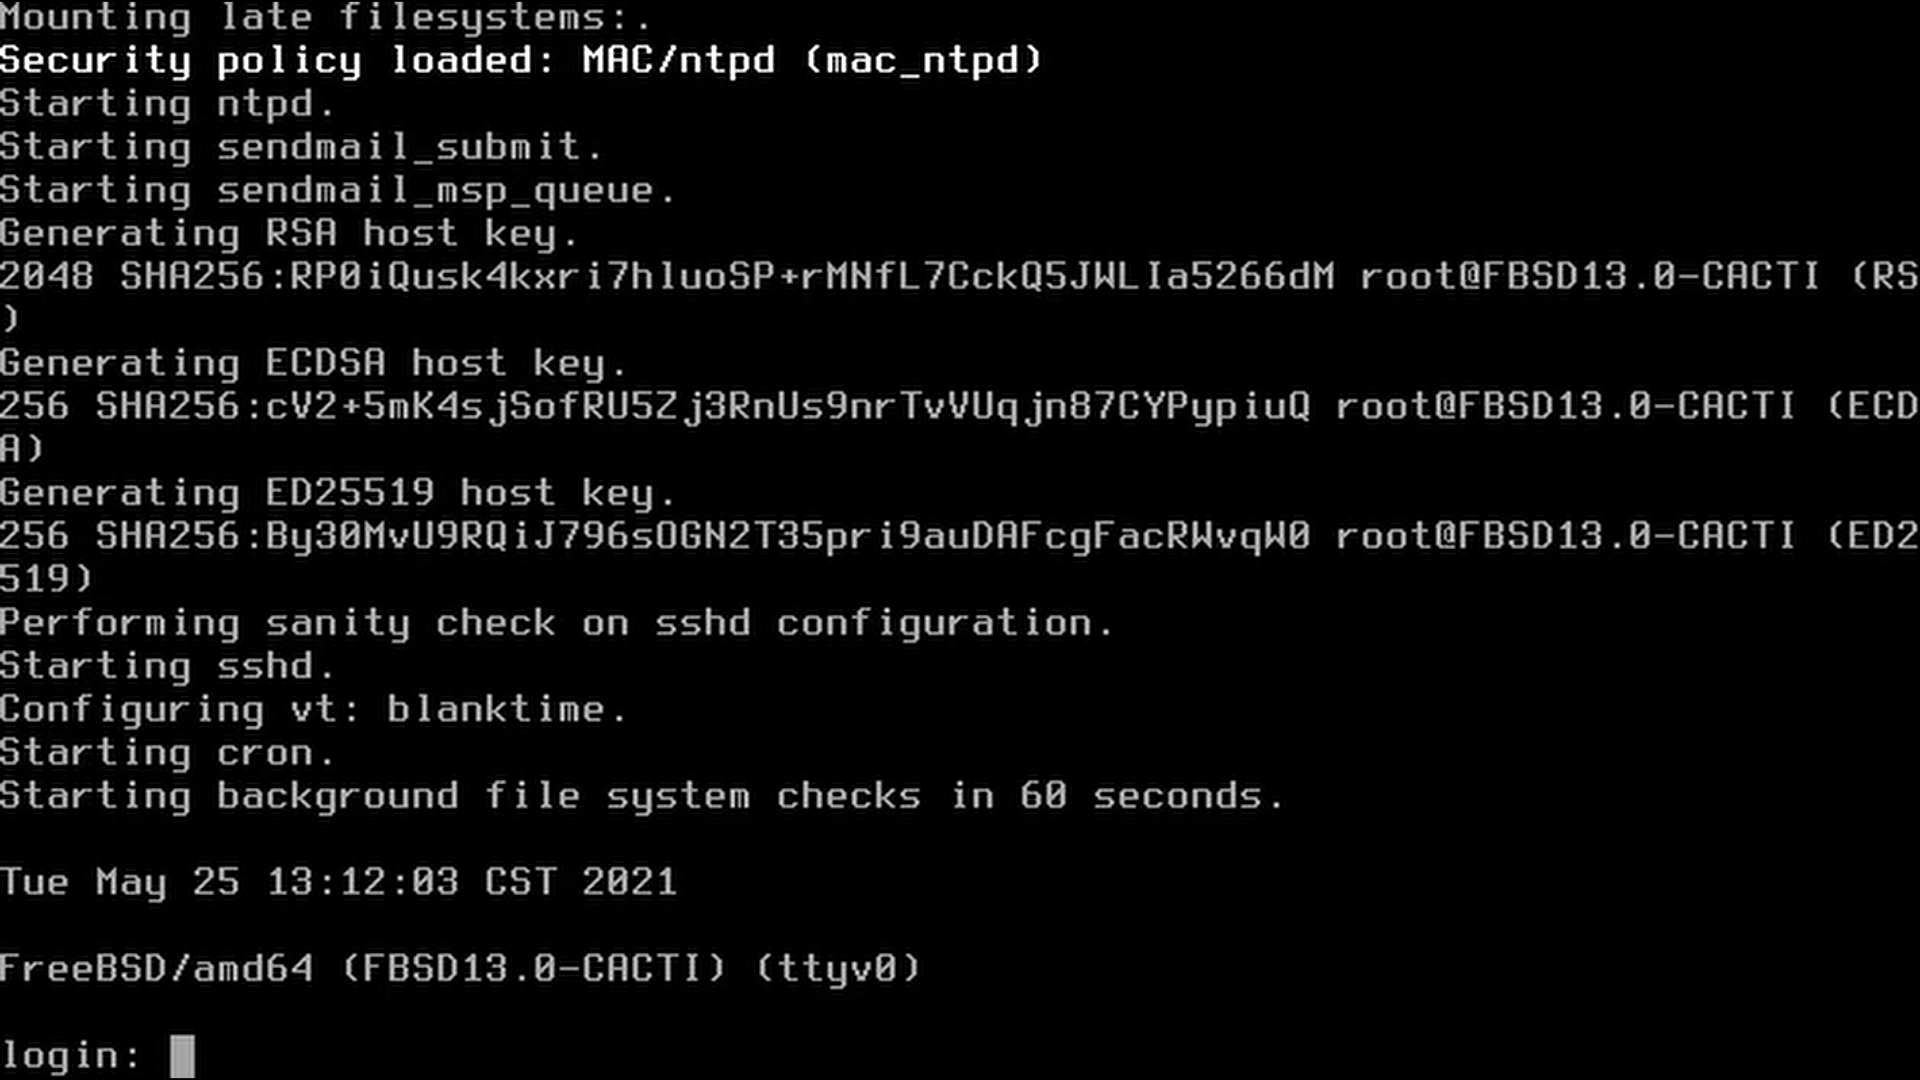 Mounting late filesystems:.
Security policy loaded: MAC/ntpd (mac_ntpd)
Starting ntpd.
Starting sendmail_submit.
Starting sendmail_msp_queue.
Generating RSA host key.
2048 SHA256:RP0iQusk4kxri7hluoSP+rMNfL7CckQ5JWLIa5266dM root@FBSD13.0-CACTI (RS
)
Generating ECDSA host key.
256 SHA256:cV2+5mK4sjSofRU5Zj3RnUs9nrTvVUqjn87CYPypiuQ root@FBSD13.0-CACTI (ECD
A)
Generating ED25519 host key.
256 SHA256:By30MvU9RQiJ796sOGN2T35pri9auDAFcgFacRWvqW0 root@FBSD13.0-CACTI (ED2
519)
Performing sanity check on sshd configuration.
Starting sshd.
Configuring vt: blanktime.
Starting cron.
Starting background file system checks in 60 seconds.
Tue May 25 13:12:03 CST 2021
FreeBSD/amd64 (FBSD13.0-CACTI) (ttyv0)
login: